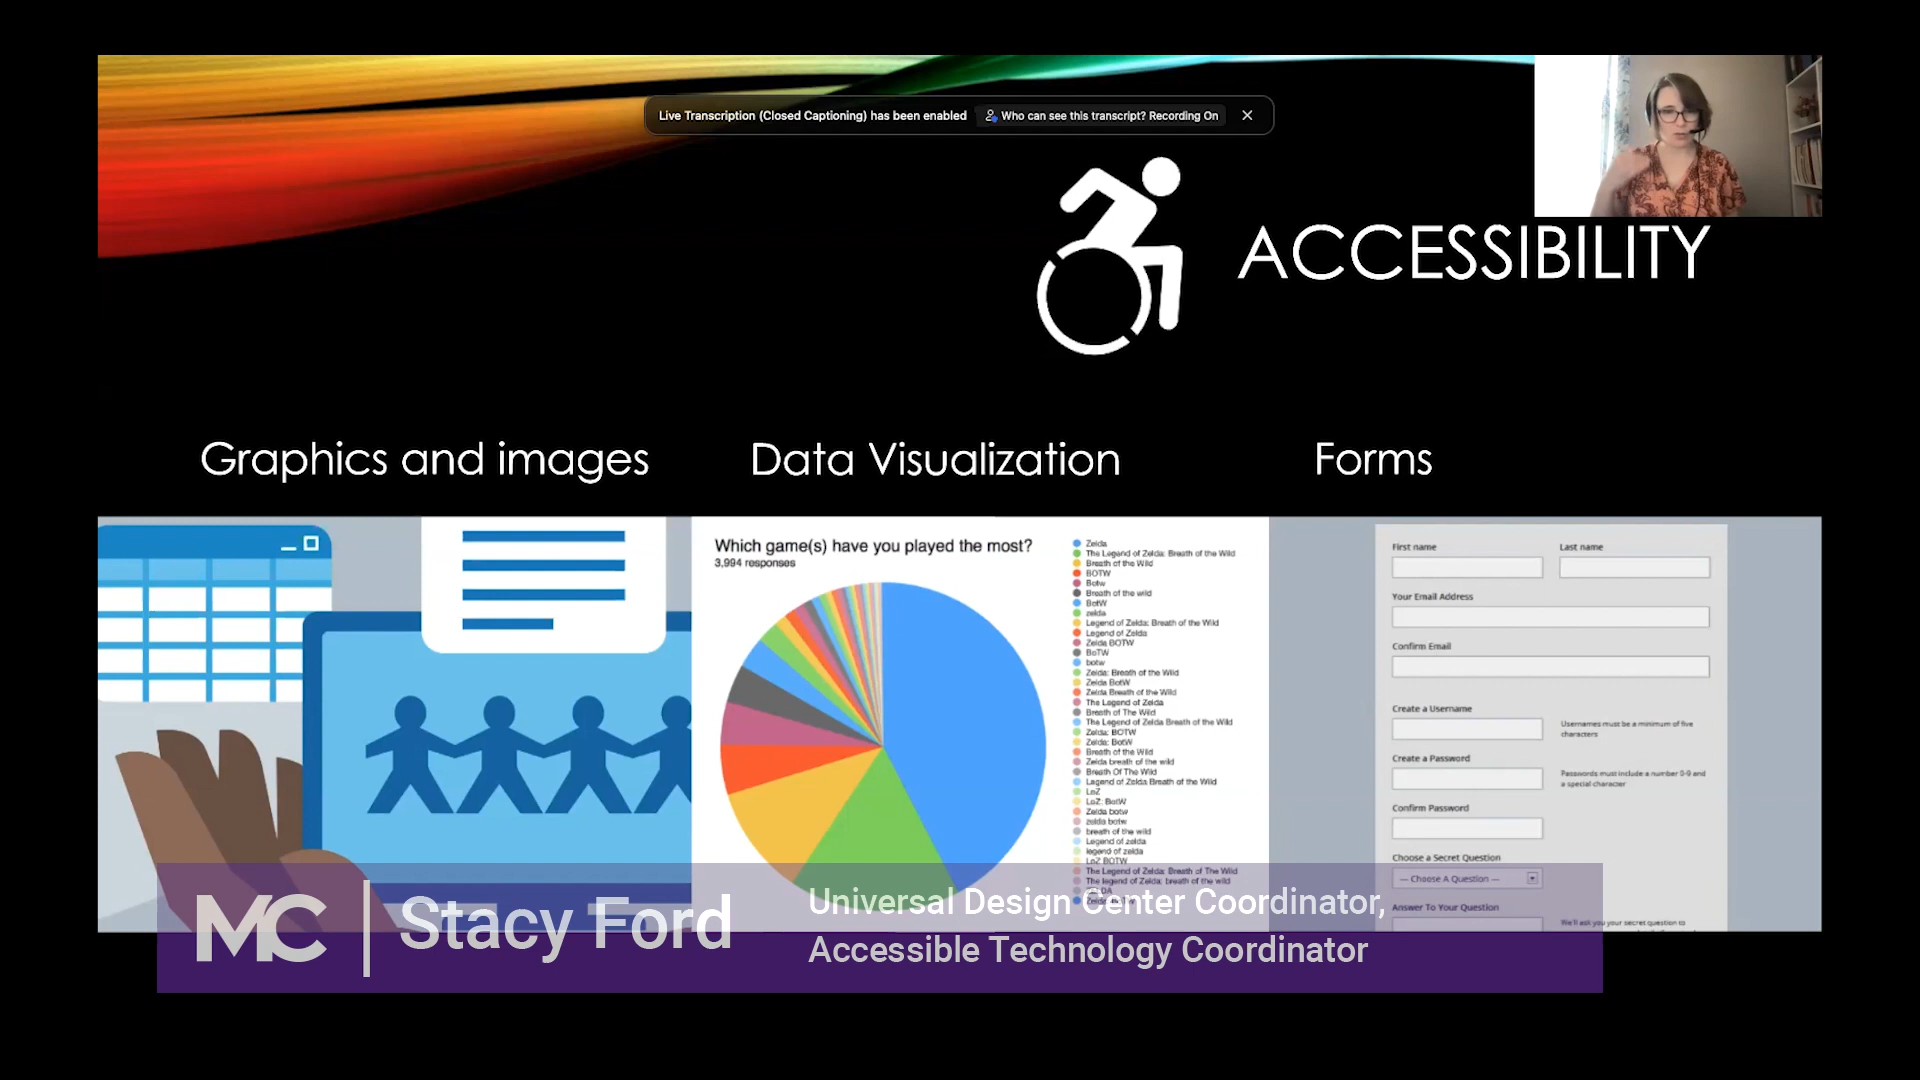 Live Transcription (Closed Captioning) has been enabled
Who can see this transcript? Recording On
ACCESSIBILITY
Graphics and images
Data Visualization
Forms
Which game(s) have you played the most?
3,994 responses
Zelda
The Legend of Zelda: Breath of the Wild
Breath of the Wild
BOTW
Botw
Breath of the wild
BotW
zelda
Legend of Zelda: Breath of the Wild
Legend of Zelda
Zelda BOTW
BoTW
botw
Zelda: Breath of the Wild
Zelda BotW
Zelda Breath of the Wild
The Legend of Zelda
Breath of The Wild
The Legend of Zelda Breath of the Wild
Zelda: BOTW
Zelda: BotW
Breath of the Wild
Zelda breath of the wild
Breath Of The Wild
Legend of Zelda Breath of the Wild
LoZ
LoZ: BotW
Zelda botw
zelda botw
breath of the wild
Legend of zelda
legend of zelda
LoZ BOTW
The Legend of Zelda: Breath of The Wild
The legend of Zelda: breath of the wild
First name
Last name
Your Email Address
Confirm Email
Create a Username
Usernames must be a minimum of five
characters
Create a Password
Passwords must include a number 0-9 and
a special character
Confirm Password
Choose a Secret Question
— Choose A Question —
Answer To Your Question
We'll ask you your secret question to
MC
Stacy Ford
Universal Design Center Coordinator,
Accessible Technology Coordinator